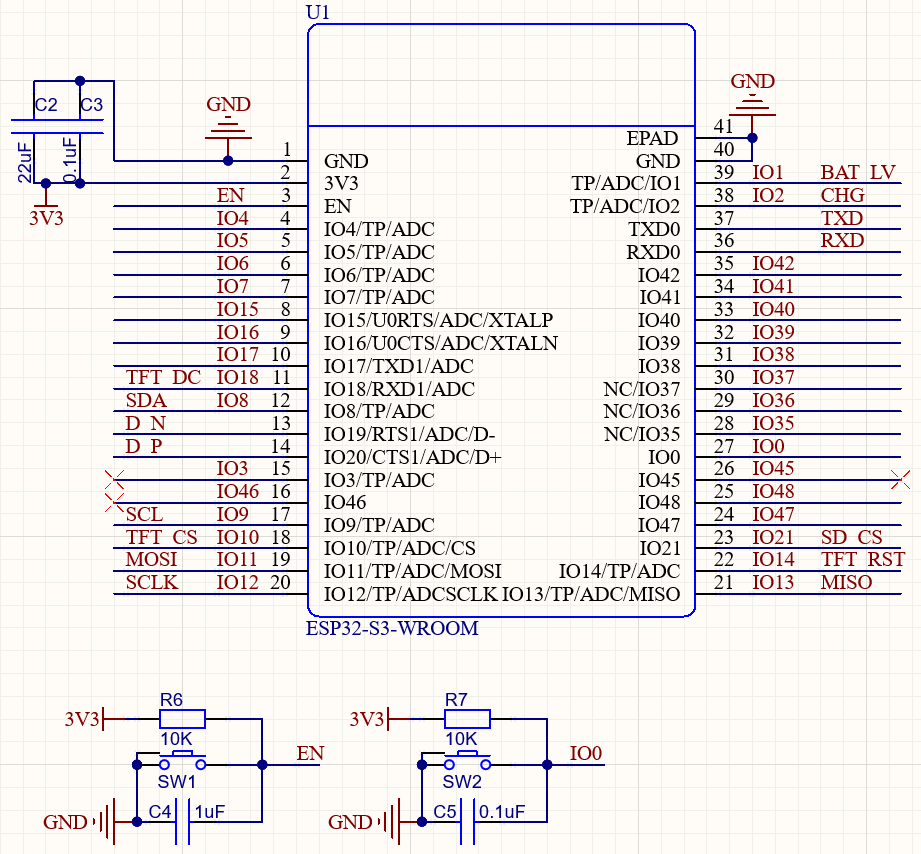 U1
GND
GND
C2 C3
22uF 0.1uF
3V3
1 GND
2 3V3
EN 3 EN
IO4 4 IO4/TP/ADC
IO5 5 IO5/TP/ADC
IO6 6 IO6/TP/ADC
IO7 7 IO7/TP/ADC
IO15 8 IO15/U0RTS/ADC/XTALP
IO16 9 IO16/U0CTS/ADC/XTALN
IO17 10 IO17/TXD1/ADC
TFT_DC IO18 11 IO18/RXD1/ADC
SDA IO8 12 IO8/TP/ADC
D_N 13 IO19/RTS1/ADC/D-
D_P 14 IO20/CTS1/ADC/D+
IO3 15 IO3/TP/ADC
IO46 16 IO46
SCL IO9 17 IO9/TP/ADC
TFT_CS IO10 18 IO10/TP/ADC/CS
MOSI IO11 19 IO11/TP/ADC/MOSI
SCLK IO12 20 IO12/TP/ADCSCLK
EPAD 41
GND 40
TP/ADC/IO1 39 IO1 BAT_LV
TP/ADC/IO2 38 IO2 CHG
TXD0 37 TXD
RXD0 36 RXD
IO42 35 IO42
IO41 34 IO41
IO40 33 IO40
IO39 32 IO39
IO38 31 IO38
NC/IO37 30 IO37
NC/IO36 29 IO36
NC/IO35 28 IO35
IO0 27 IO0
IO45 26 IO45
IO48 25 IO48
IO47 24 IO47
IO21 23 IO21 SD_CS
IO14/TP/ADC 22 IO14 TFT_RST
IO13/TP/ADC/MISO 21 IO13 MISO
ESP32-S3-WROOM
R6
3V3
10K
EN
SW1
GND C4 1uF
R7
3V3
10K
IO0
SW2
GND C5 0.1uF